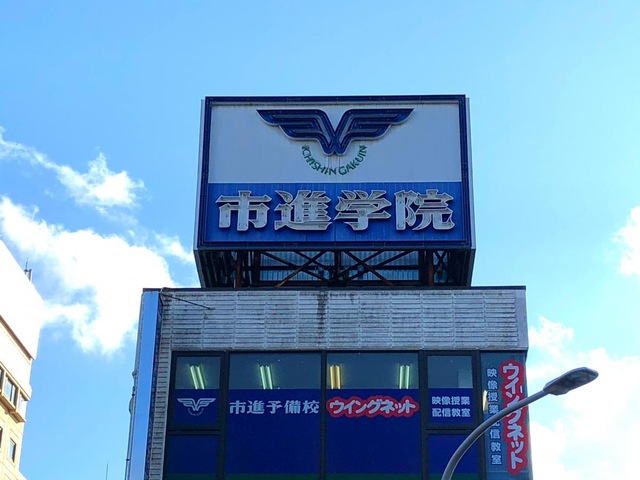 ICHISHIN GAKUIN
市進学院
市進予備校
ウイングネット
映像授業
配信教室
ウイングネット
映像授業配信教室